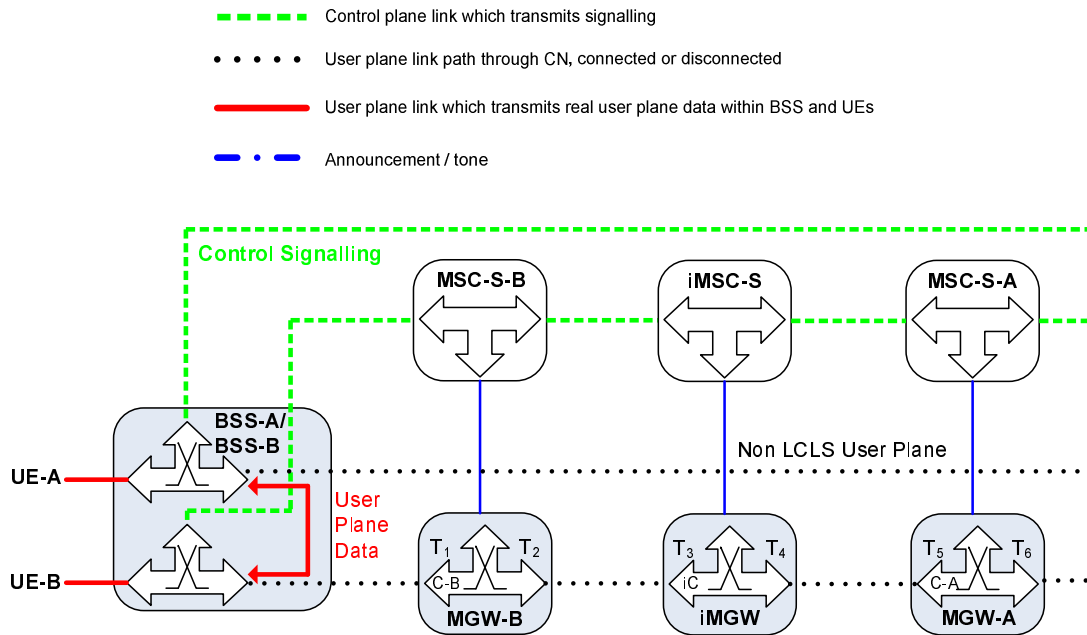 Control plane link which transmits signalling
User plane link path through CN, connected or disconnected
User plane link which transmits real user plane data within BSS and UEs
Announcement / tone
Control Signalling
MSC-S-B
iMSC-S
MSC-S-A
BSS-A/
BSS-B
Non LCLS User Plane
UE-A
User
Plane
Data
T1
T2
T3
T4
T5
T6
UE-B
C-B
iC
C-A
MGW-B
iMGW
MGW-A